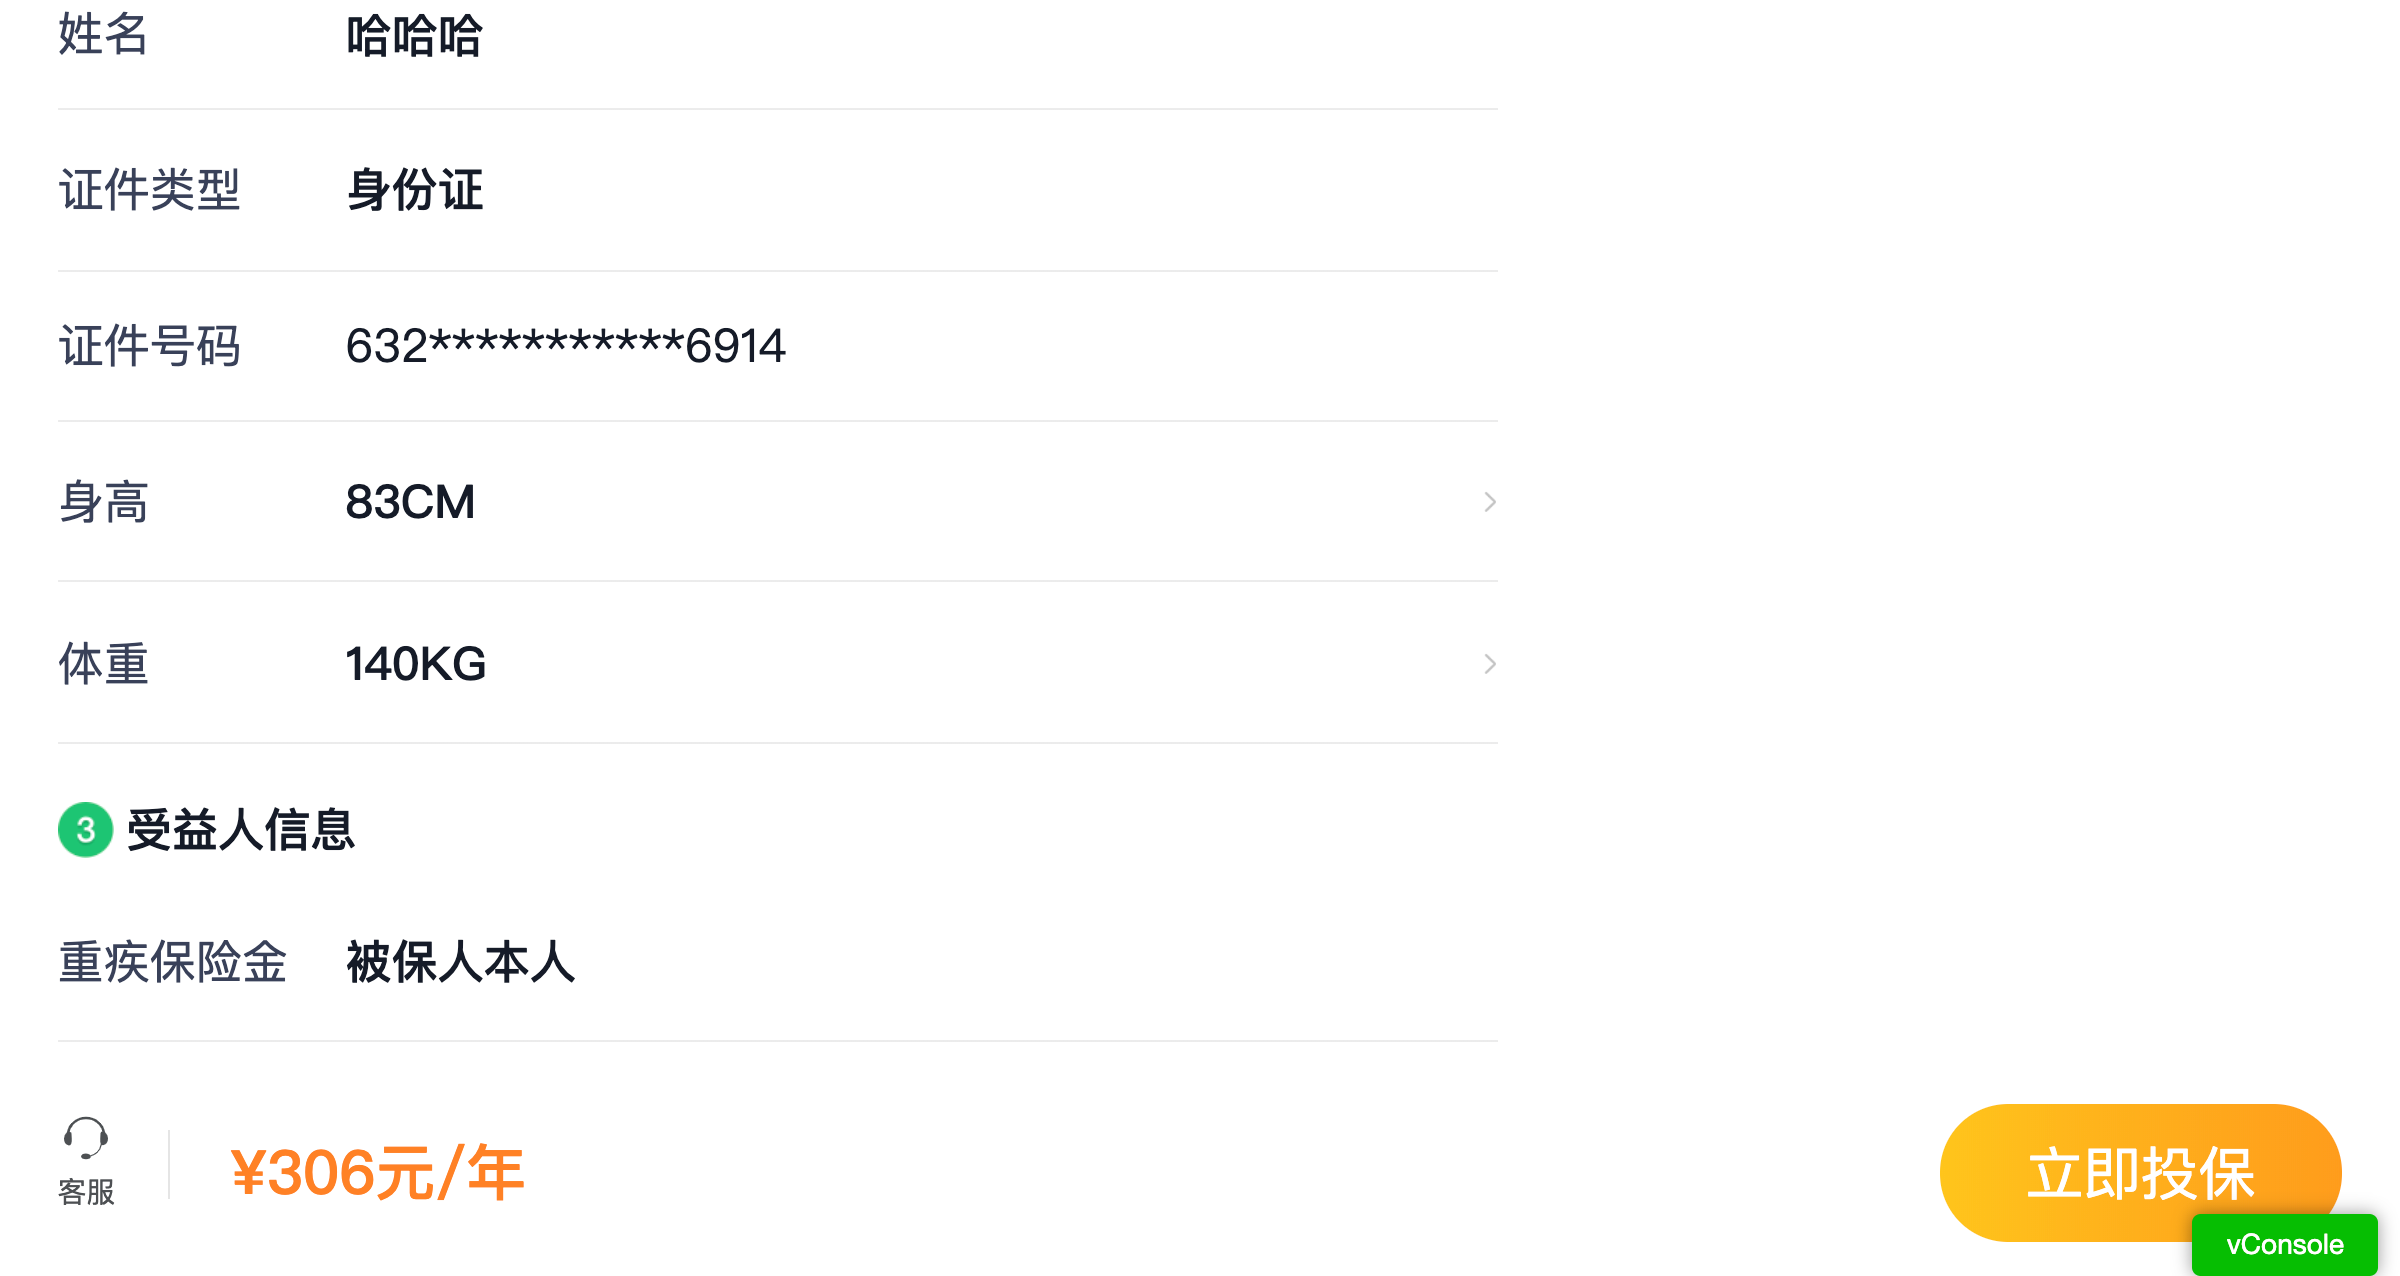 姓名 哈哈哈
证件类型 身份证
证件号码 632***********6914
身高 83CM
体重 140KG
3 受益人信息
重疾保险金 被保人本人
客服 ¥306元/年 立即投保
vConsole